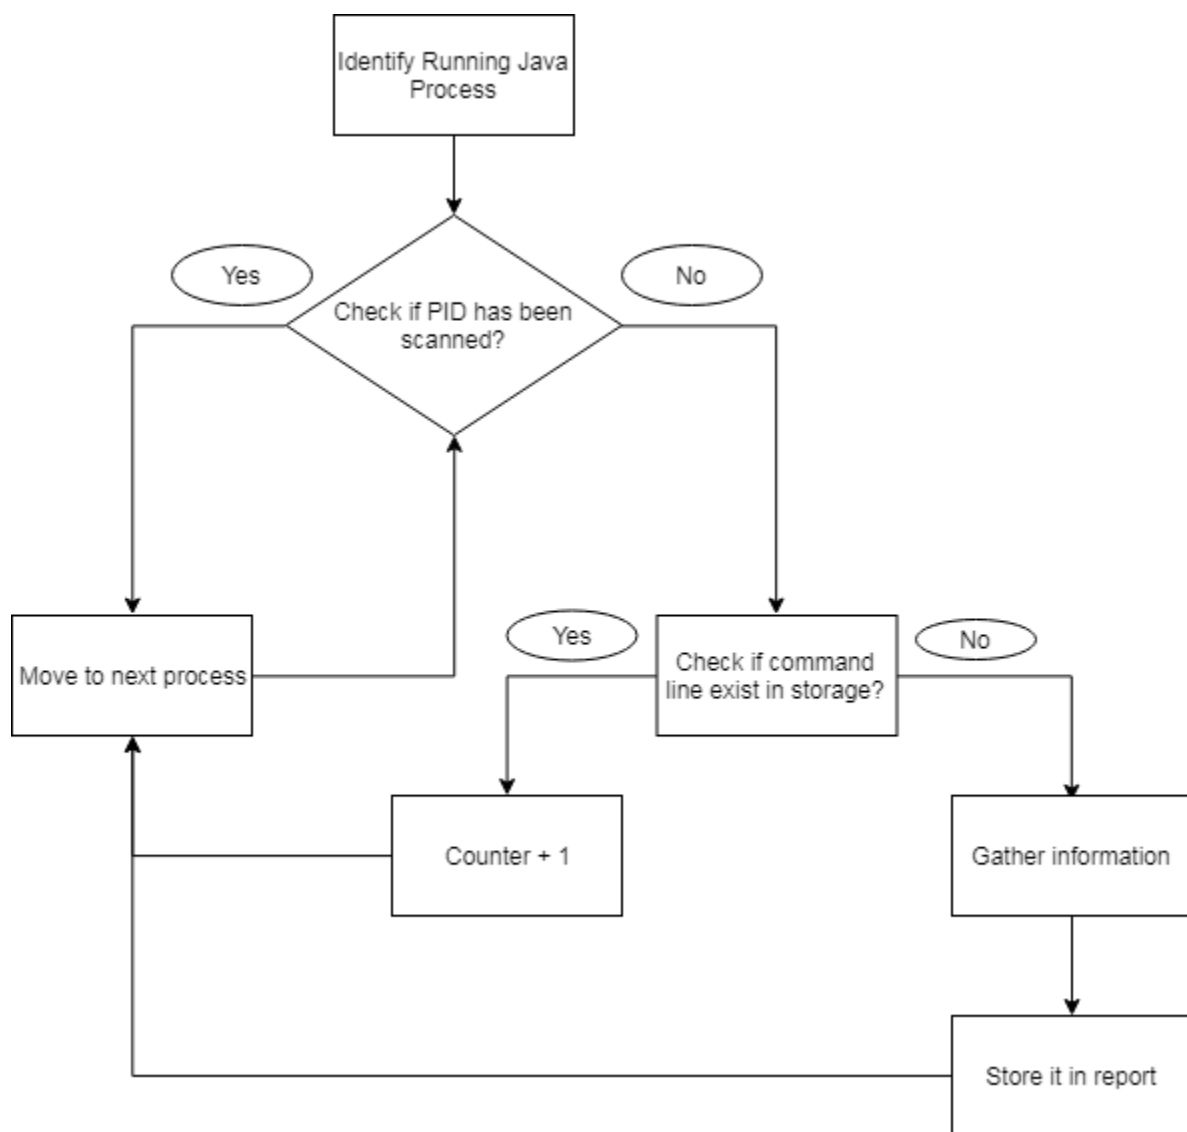 Identify Running Java
Process
Yes
No
Check if PID has been
scanned?
Move to next process
Yes
No
Check if command
line exist in storage?
Counter + 1
Gather information
Store it in report